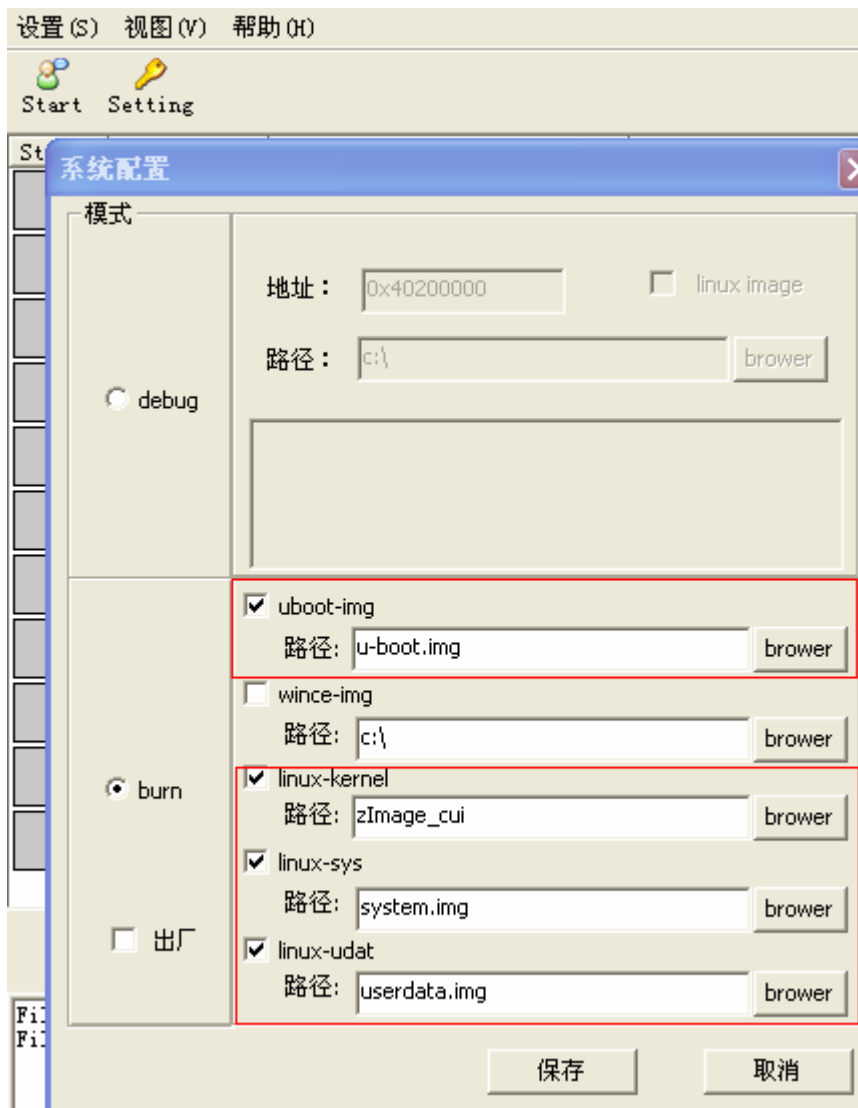 设置(S) 视图(V) 帮助(H)
Start Setting
St
系统配置
模式
地址： 0x40200000 linux image
路径： c:\ brower
debug
uboot-img
路径: u-boot.img brower
wince-img
路径: c:\ brower
burn
linux-kernel
路径: zImage_cui brower
linux-sys
路径: system.img brower
出厂
linux-udat
路径: userdata.img brower
Fil
Fil
保存 取消